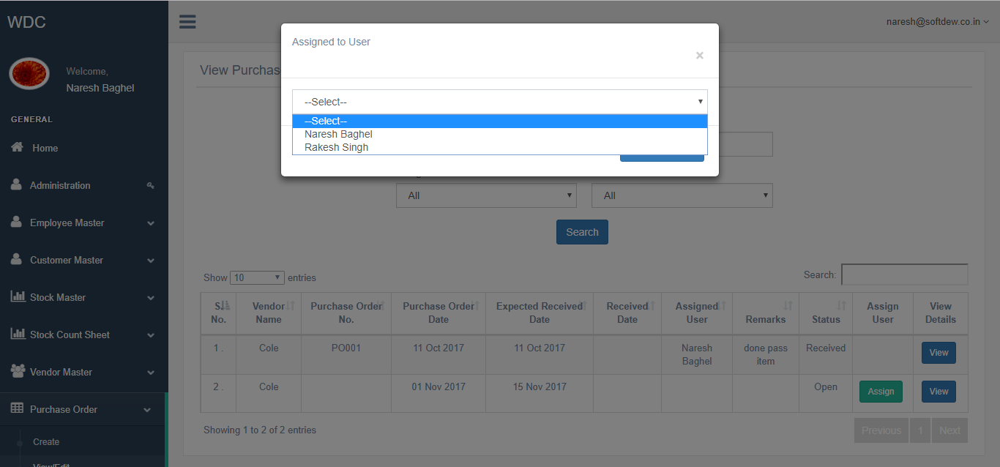 WDC
naresh@softdew.co.in
Welcome,
Naresh Baghel
GENERAL
Home
Administration
Employee Master
Customer Master
Stock Master
Stock Count Sheet
Vendor Master
Purchase Order
Create
View/Edit
Assigned to User
×
--Select--
--Select--
Naresh Baghel
Rakesh Singh
View Purchas
All
All
Search
Show 10 entries
Search:
S. No.
Vendor Name
Purchase Order No.
Purchase Order Date
Expected Received Date
Received Date
Assigned User
Remarks
Status
Assign User
View Details
1 . Cole PO001 11 Oct 2017 11 Oct 2017 Naresh Baghel done pass item Received View
2 . Cole 01 Nov 2017 15 Nov 2017 Open Assign View
Showing 1 to 2 of 2 entries
Previous 1 Next